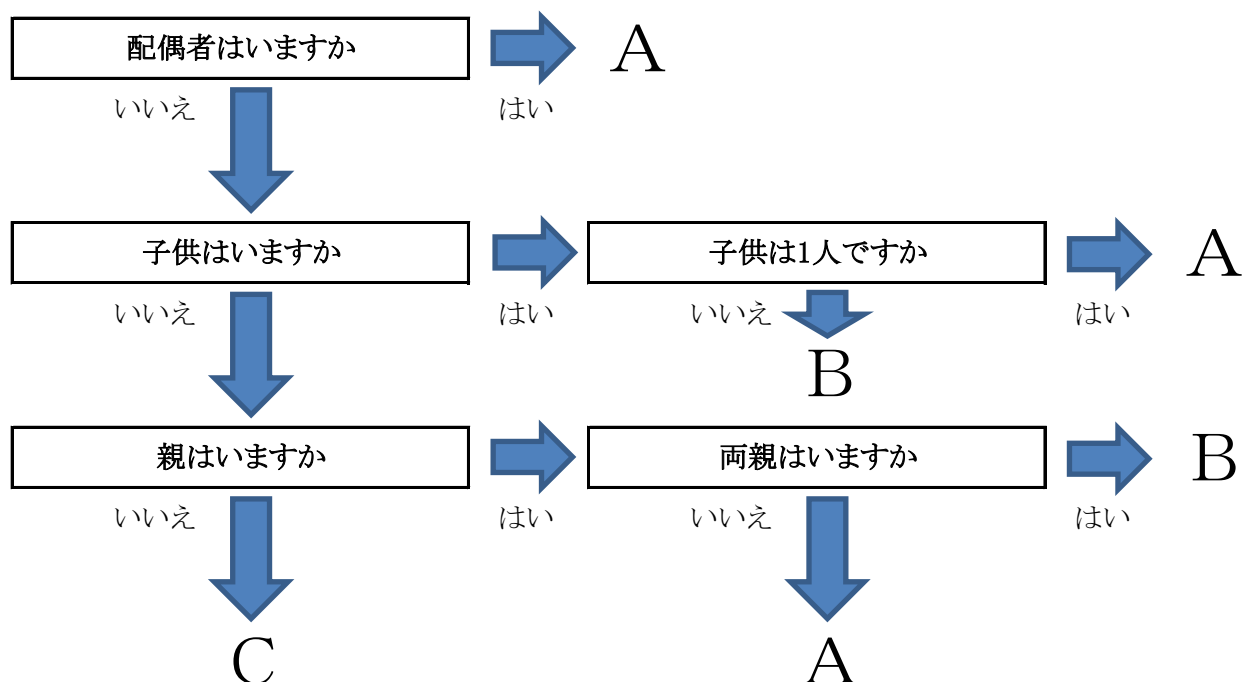 配偶者はいますか
A
いいえ
はい
子供はいますか
子供は1人ですか
A
いいえ
はい
いいえ
はい
B
親はいますか
両親はいますか
B
いいえ
はい
いいえ
はい
C
A